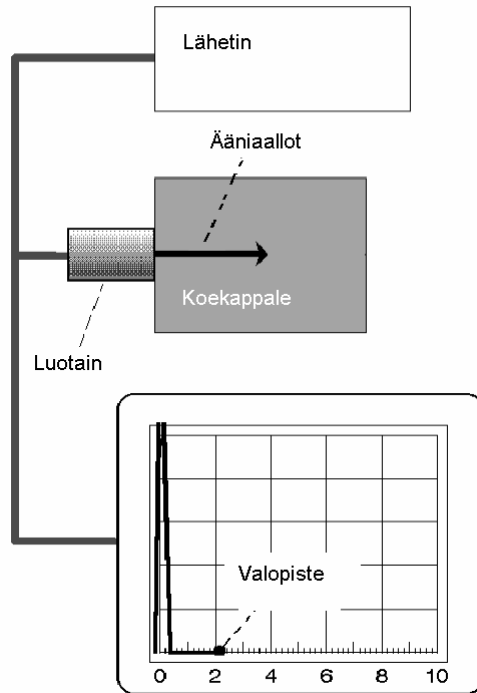 Lähetin
Ääniaallot
Koekappale
Luotain
Valopiste
0 2 4 6 8 10